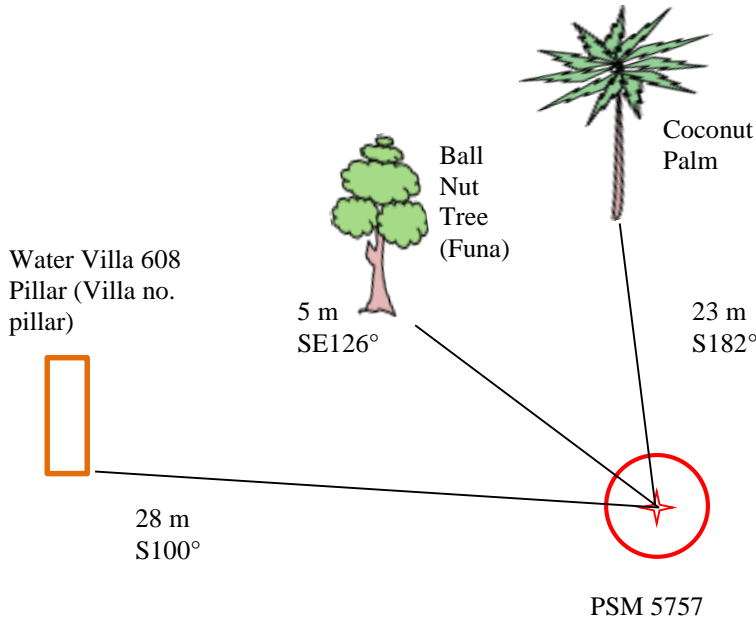 Coconut
Palm
Ball
Nut
Tree
(Funa)
Water Villa 608
Pillar (Villa no.
pillar)
5 m
SE126°
23 m
S182°
28 m
S100°
PSM 5757